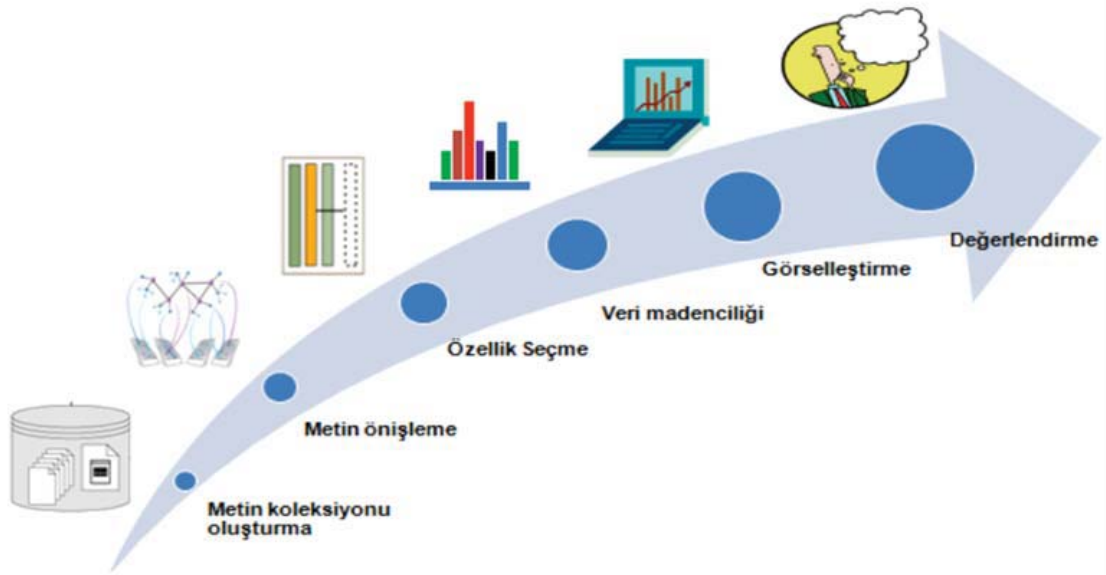 Metin koleksiyonu
oluşturma
Metin önişleme
Özellik Seçme
Veri madenciliği
Görselleştirme
Değerlendirme